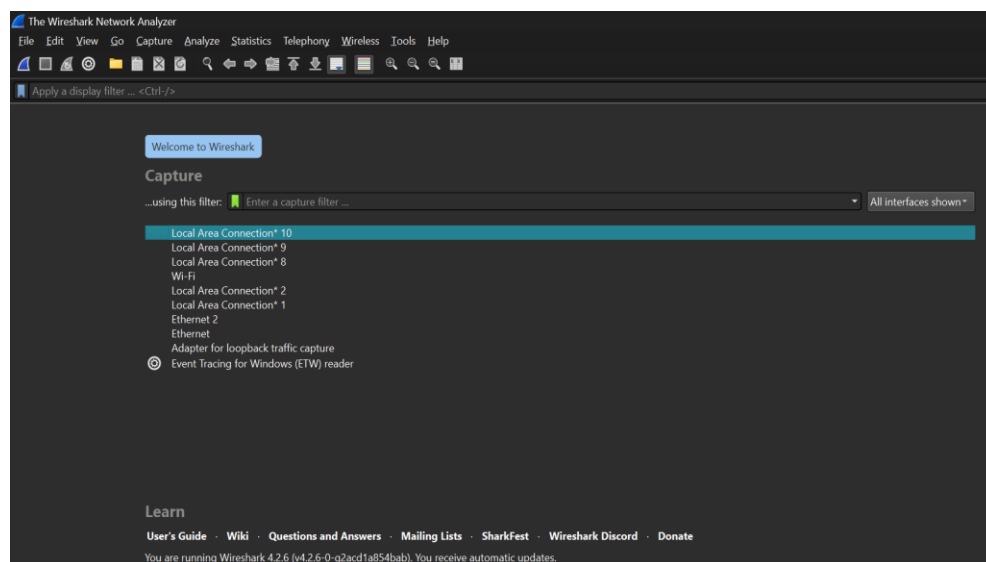 The Wireshark Network Analyzer
File Edit View Go Capture Analyze Statistics Telephony Wireless Tools Help
Apply a display filter ... <Ctrl-/>
Welcome to Wireshark
Capture
...using this filter: Enter a capture filter ... All interfaces shown
Local Area Connection* 10
Local Area Connection* 9
Local Area Connection* 8
Wi-Fi
Local Area Connection* 2
Local Area Connection* 1
Ethernet 2
Ethernet
Adapter for loopback traffic capture
Event Tracing for Windows (ETW) reader
Learn
User's Guide · Wiki · Questions and Answers · Mailing Lists · SharkFest · Wireshark Discord · Donate
You are running Wireshark 4.2.6 (v4.2.6-0-g2acd1a854bab). You receive automatic updates.